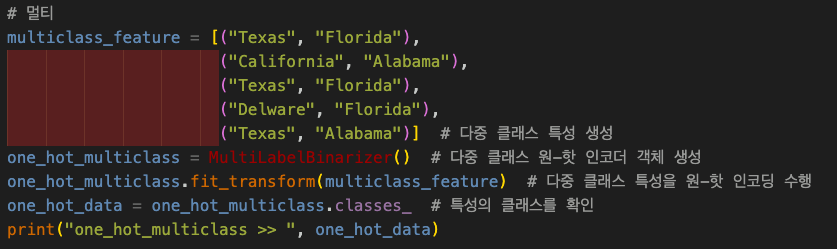 # 멀티
multiclass_feature = [("Texas", "Florida"),
("California", "Alabama"),
("Texas", "Florida"),
("Delware", "Florida"),
("Texas", "Alabama")]  # 다중 클래스 특성 생성
one_hot_multiclass = MultiLabelBinarizer()  # 다중 클래스 원-핫 인코더 객체 생성
one_hot_multiclass.fit_transform(multiclass_feature)  # 다중 클래스 특성을 원-핫 인코딩 수행
one_hot_data = one_hot_multiclass.classes_  # 특성의 클래스를 확인
print("one_hot_multiclass >> ", one_hot_data)